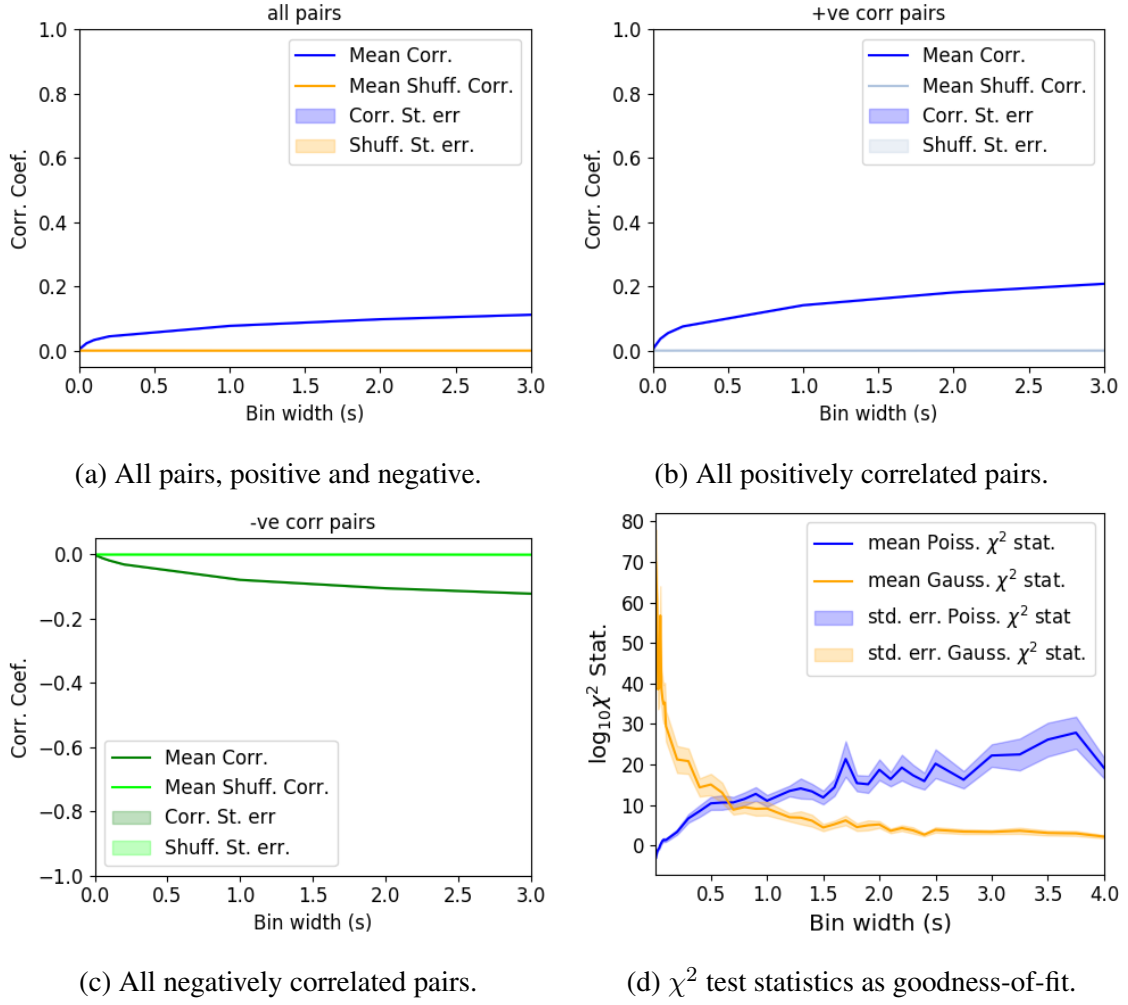 all pairs
1.0
0.8
0.6
0.4
0.2
0.0
Corr. Coef.
Mean Corr.
Mean Shuff. Corr.
Corr. St. err
Shuff. St. err.
0.0 0.5 1.0 1.5 2.0 2.5 3.0
Bin width (s)
(a) All pairs, positive and negative.
+ve corr pairs
1.0
0.8
0.6
0.4
0.2
0.0
Corr. Coef.
Mean Corr.
Mean Shuff. Corr.
Corr. St. err
Shuff. St. err.
0.0 0.5 1.0 1.5 2.0 2.5 3.0
Bin width (s)
(b) All positively correlated pairs.
-ve corr pairs
0.0
−0.2
−0.4
−0.6
−0.8
−1.0
Corr. Coef.
Mean Corr.
Mean Shuff. Corr.
Corr. St. err
Shuff. St. err.
0.0 0.5 1.0 1.5 2.0 2.5 3.0
Bin width (s)
(c) All negatively correlated pairs.
80
70
60
50
40
30
20
10
0
log₁₀χ² Stat.
mean Poiss. χ² stat.
mean Gauss. χ² stat.
std. err. Poiss. χ² stat
std. err. Gauss. χ² stat.
0.5 1.0 1.5 2.0 2.5 3.0 3.5 4.0
Bin width (s)
(d) χ² test statistics as goodness-of-fit.